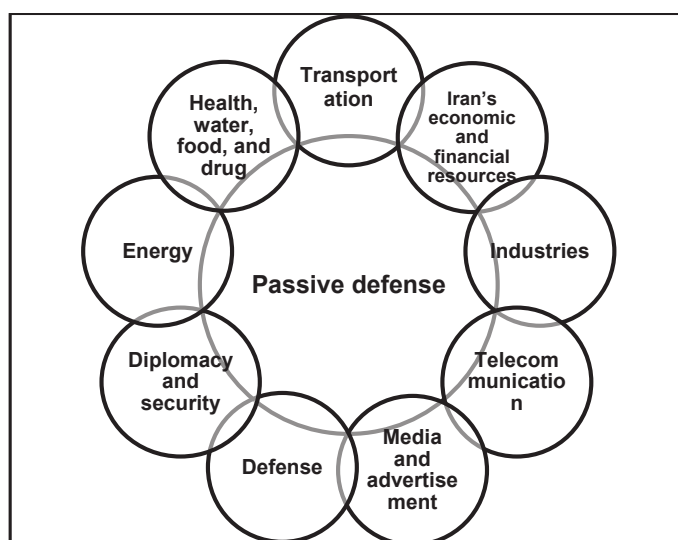 Transport
ation
Iran's
economic
and
financial
resources
Industries
Telecom
municatio
n
Media
and
advertise
ment
Defense
Diplomacy
and
security
Energy
Health,
water,
food, and
drug
Passive defense